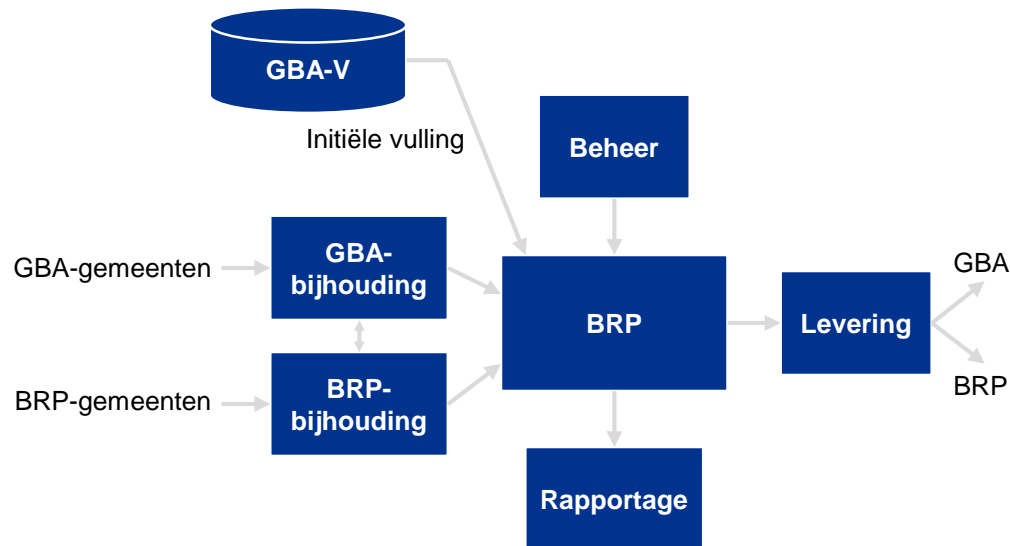 GBA-V
Initiële vulling
Beheer
GBA-gemeenten
GBA-
bijhouding
BRP-gemeenten
BRP-
bijhouding
BRP
Levering
GBA
BRP
Rapportage